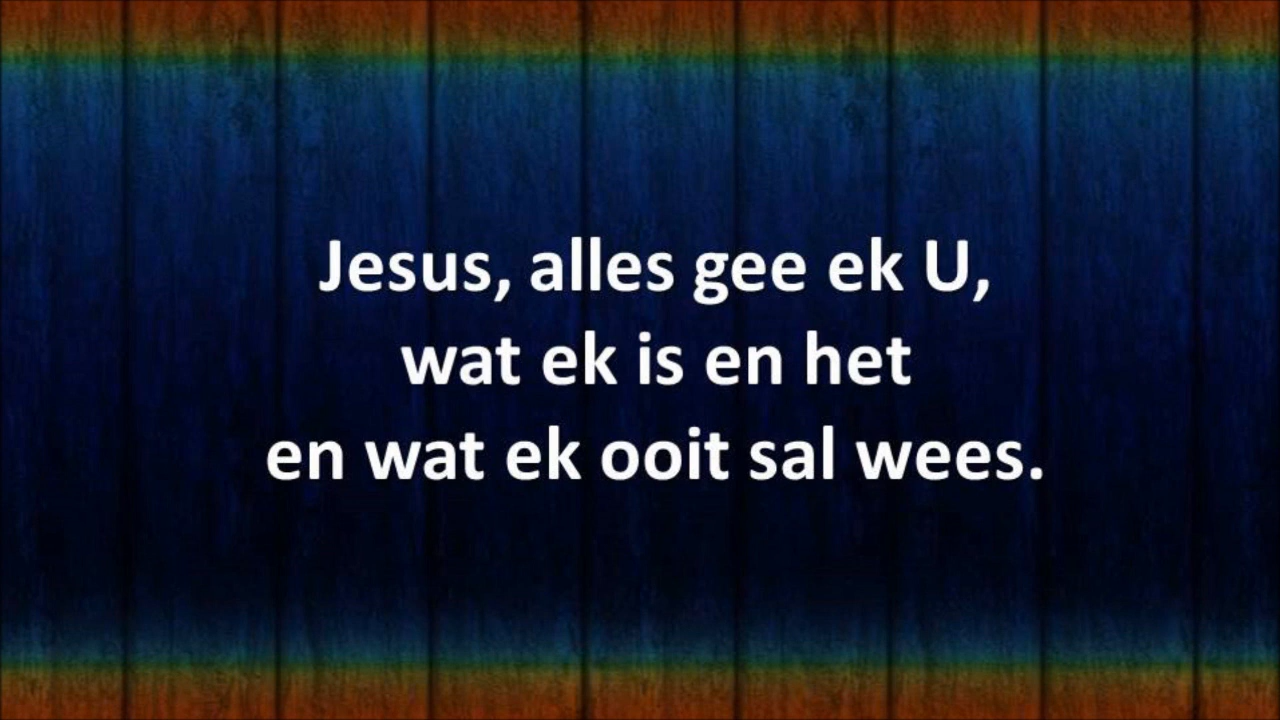 Jesus, alles gee ek U,
wat ek is en het
en wat ek ooit sal wees.